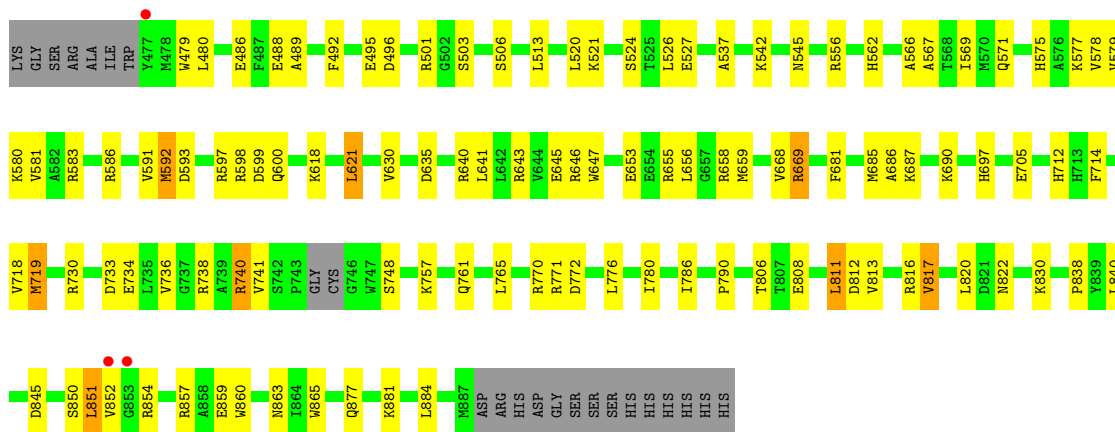 LYS GLY SER ARG ALA ILE TRP Y477 M478 W479 L480 E486 F487 E488 A489 F492 E495 D496 R501 G502 S503 S506 L513 L520 K521 S524 T525 L526 E527 A537 K542 N545 R556 H562 A566 A567 T568 I569 M570 Q571 H575 A576 K577 V578 V579
K580 V581 A582 R583 R586 V591 M592 D593 R597 R598 D599 Q600 K618 L621 V630 D635 R640 L641 L642 R643 V644 E645 R646 W647 E653 E654 R655 L656 G657 R658 M659 V668 R669 F681 M685 A686 K687 K690 H697 E705 H712 H713 F714
V718 M719 R730 D733 E734 L735 V736 G737 R738 A739 R740 V741 S742 P743 GLY CYS G746 W747 S748 K757 Q761 L765 R770 R771 D772 L776 I780 I786 P790 T806 T807 E808 L811 D812 V813 R816 V817 L820 D821 N822 K830 P838 Y839 L840
D845 S850 L851 V852 G853 R854 R857 A858 E859 W860 N863 I864 W865 Q877 K881 L884 M887 ASP ARG HIS ASP GLY SER SER SER HIS HIS HIS HIS HIS HIS